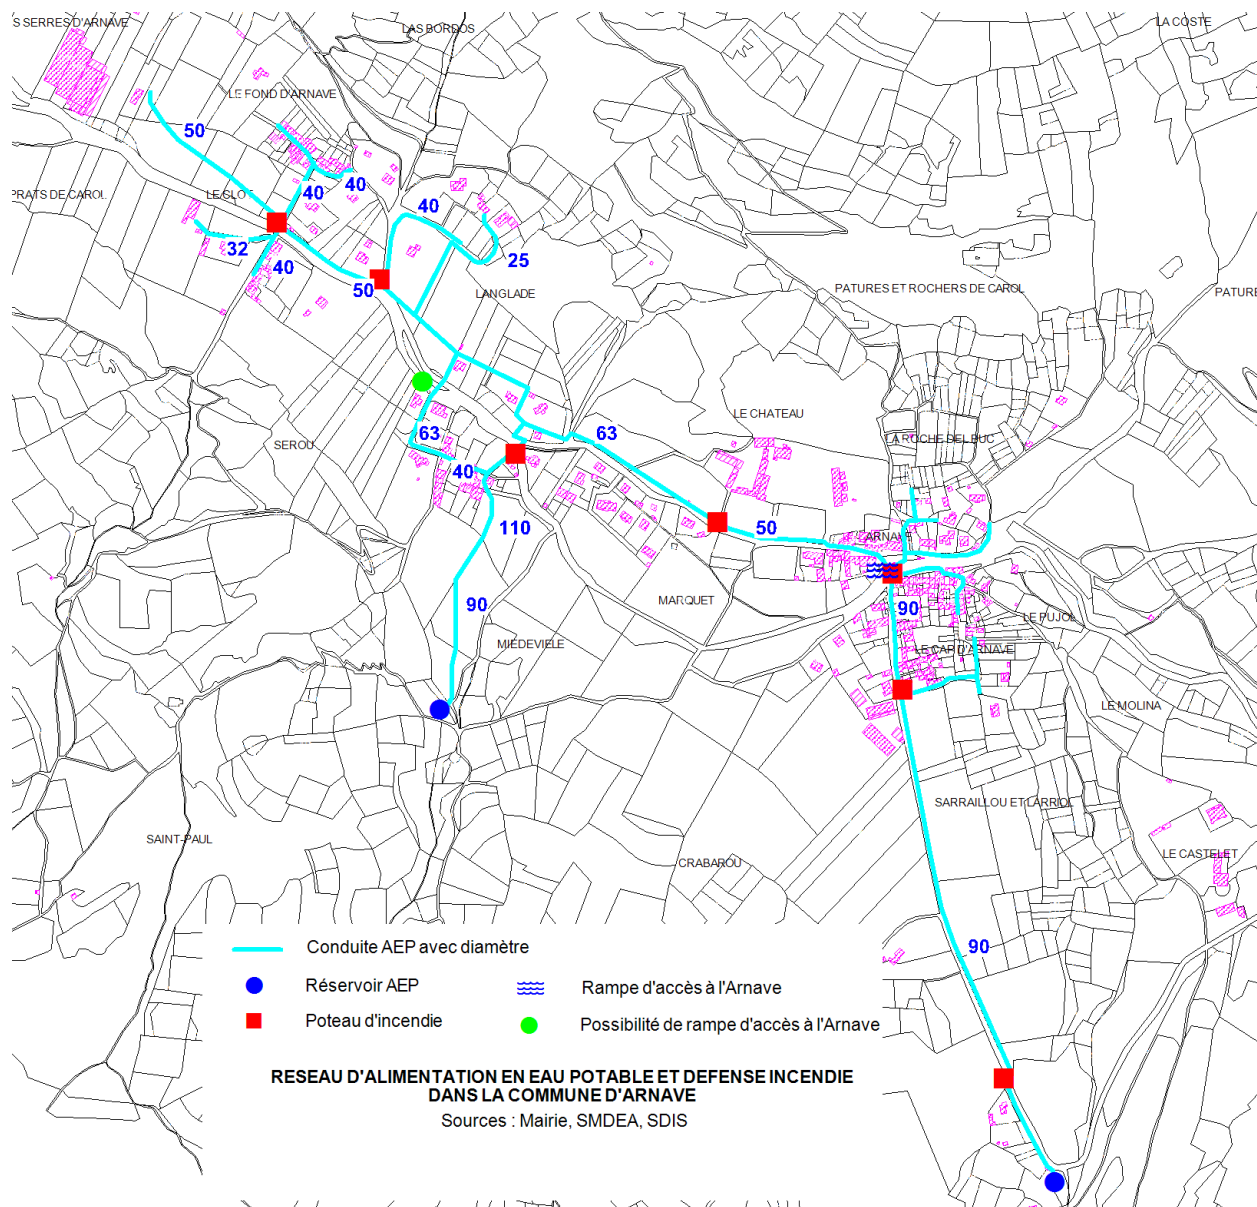 S SERRES D'ARNAVE
LAS BORDOS
LA COSTE
LE FOND D'ARNAVE
50
40
40
PRATS DE CAROL
LE CLOT
40
32
40
25
50
LANGLADE
PATURES ET ROCHERS DE CAROL
PATURE
LE CHATEAU
SEROU
63
63
LA ROCHE DEL PUC
40
110
50
ARNAVE
90
MARQUET
90
LE PUJOL
MIEDEVIELE
LE CAP D'ARNAVE
LE MOLINA
SARRAILLOU ET LARRIOL
SAINT-PAUL
CRABAROU
LE CASTELET
90
Conduite AEP avec diamètre
Réservoir AEP
Rampe d'accès à l'Arnave
Poteau d'incendie
Possibilité de rampe d'accès à l'Arnave
RESEAU D'ALIMENTATION EN EAU POTABLE ET DEFENSE INCENDIE
DANS LA COMMUNE D'ARNAVE
Sources : Mairie, SMDEA, SDIS